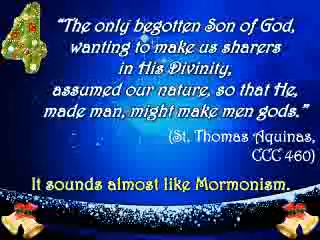 4
“The only begotten Son of God,
wanting to make us sharers
in His Divinity,
assumed our nature, so that He,
made man, might make men gods.”
(St. Thomas Aquinas,
CCC 460)
It sounds almost like Mormonism.